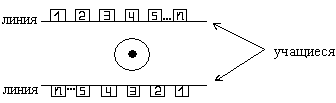 линия 1 2 3 4 5...n
учащиеся
линия n...5 4 3 2 1